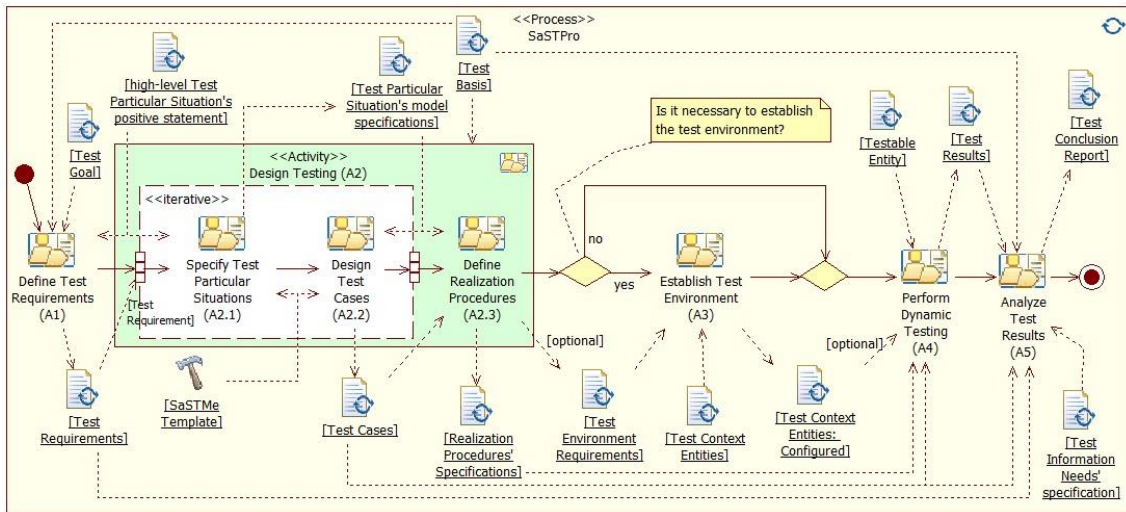 <<Process>>
SaSTPro
[high-level Test
Particular Situation's
positive statement]
[Test Particular
Situation's model
specifications]
[Test
Basis]
Is it necessary to establish
the test environment?
[Test
Goal]
[Testable
Entity]
[Test
Results]
[Test
Conclusion
Report]
<<Activity>>
Design Testing (A2)
<<iterative>>
Define Test
Requirements
(A1)
Specify Test
Particular
Situations
(A2.1)
Design
Test
Cases
(A2.2)
Define
Realization
Procedures
(A2.3)
no
yes
Establish Test
Environment
(A3)
Perform
Dynamic
Testing
(A4)
Analyze
Test
Results
(A5)
[Test
Requirement]
[optional]
[optional]
[Test
Requirements]
[SaSTMe
Template]
[Test Cases]
[Realization
Procedures'
Specifications]
[Test
Environment
Requirements]
[Test Context
Entities]
[Test Context
Entities:
Configured]
[Test
Information
Needs'
specification]